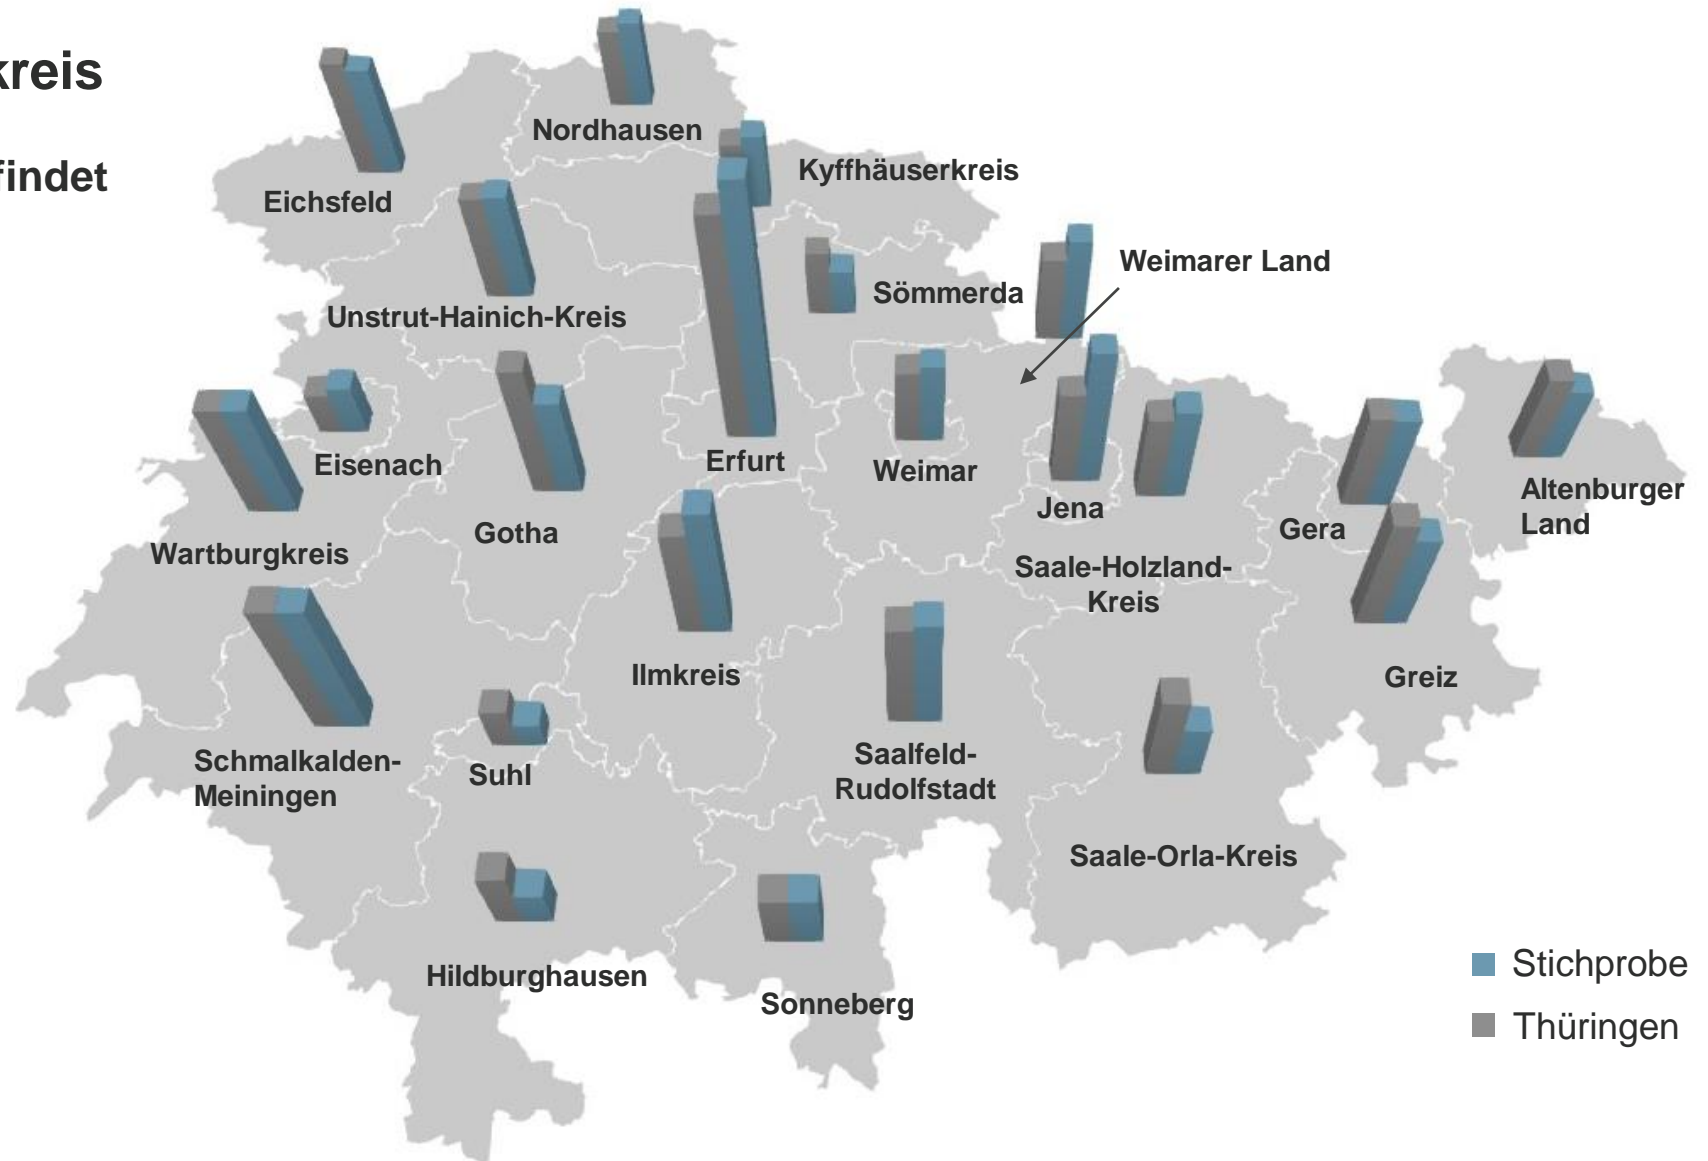 kreis
findet
Nordhausen
Kyffhäuserkreis
Eichsfeld
Weimarer Land
Sömmerda
Unstrut-Hainich-Kreis
Eisenach
Erfurt
Weimar
Jena
Altenburger
Land
Gera
Gotha
Wartburgkreis
Saale-Holzland-
Kreis
Ilmkreis
Greiz
Schmalkalden-
Meiningen
Suhl
Saalfeld-
Rudolfstadt
Saale-Orla-Kreis
Hildburghausen
Sonneberg
Stichprobe
Thüringen